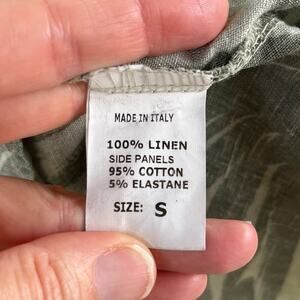 MADE IN ITALY
100% LINEN
SIDE PANELS
95% COTTON
5% ELASTANE
SIZE: S